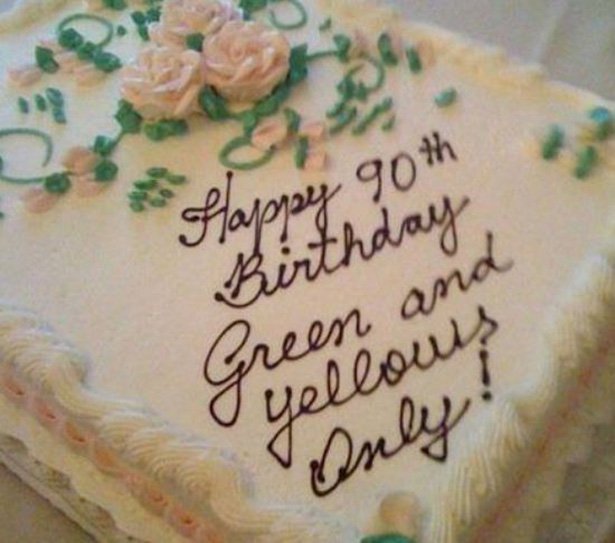 Happy 90th
Birthday
Green and
yellows
Only!